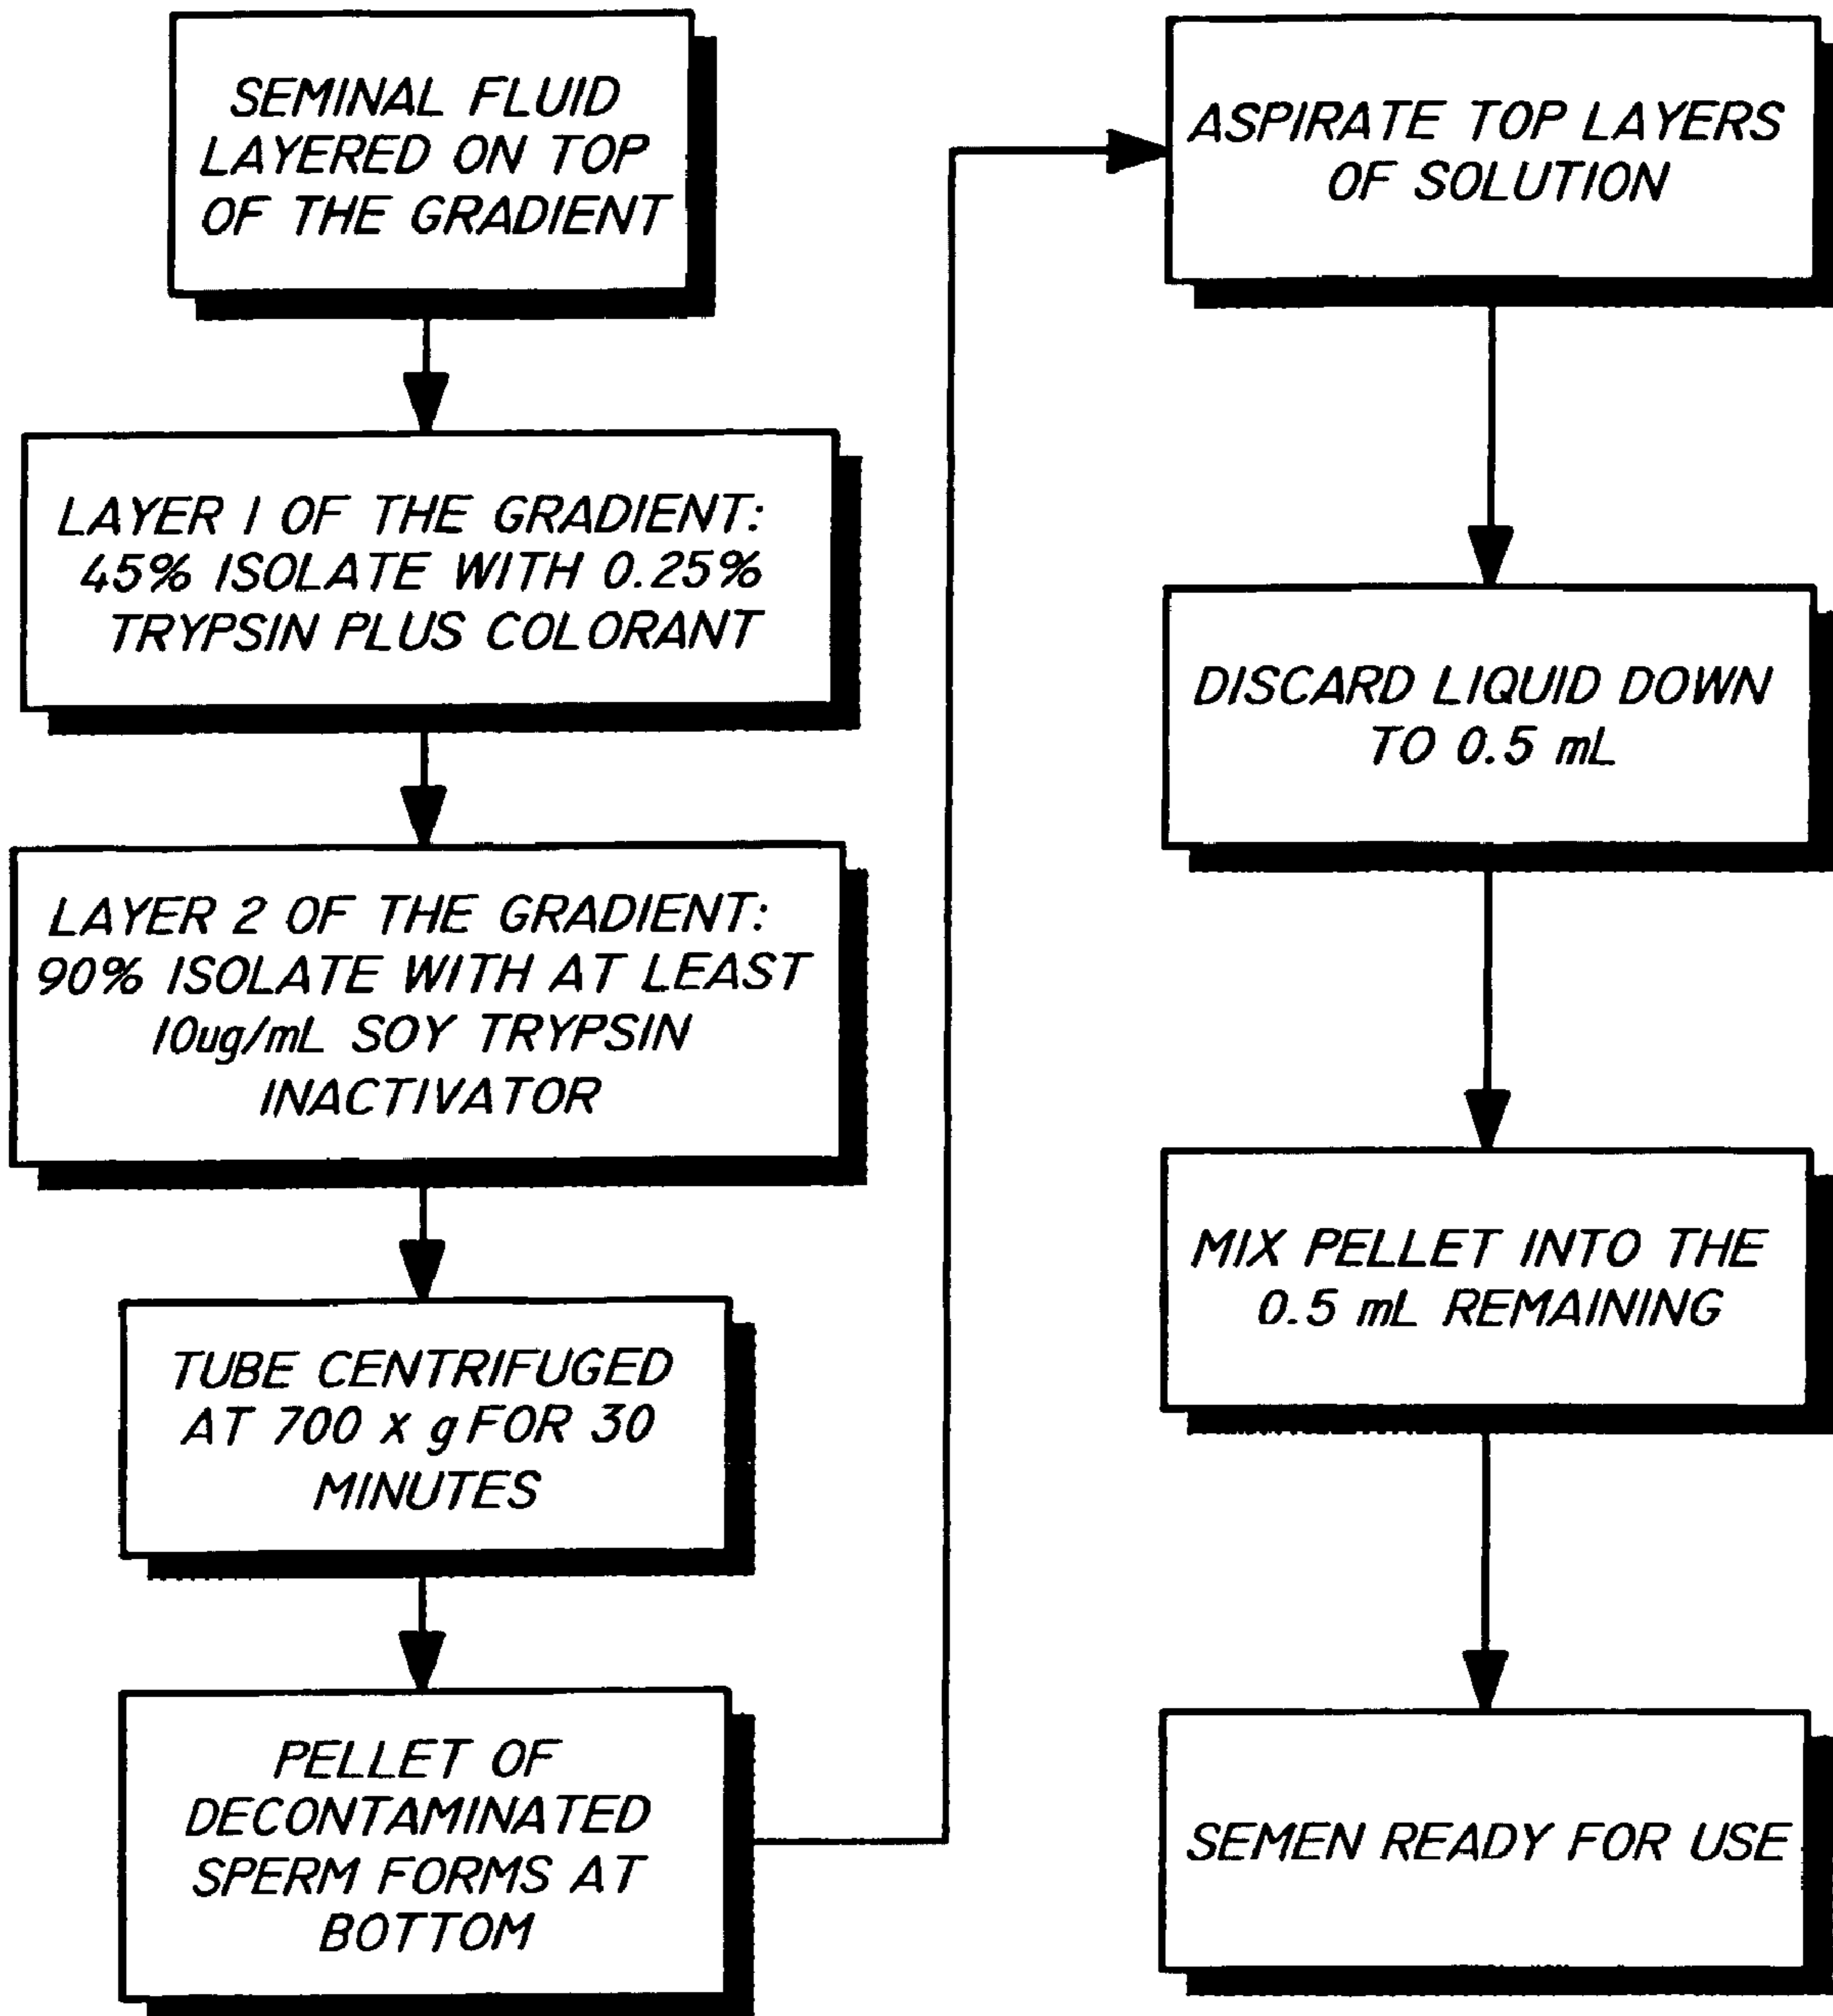 SEMINAL FLUID
LAYERED ON TOP
OF THE GRADIENT
LAYER 1 OF THE GRADIENT:
45% ISOLATE WITH 0.25%
TRYPSIN PLUS COLORANT
LAYER 2 OF THE GRADIENT:
90% ISOLATE WITH AT LEAST
10ug/mL SOY TRYPSIN
INACTIVATOR
TUBE CENTRIFUGED
AT 700 x g FOR 30
MINUTES
PELLET OF
DECONTAMINATED
SPERM FORMS AT
BOTTOM
ASPIRATE TOP LAYERS
OF SOLUTION
DISCARD LIQUID DOWN
TO 0.5 mL
MIX PELLET INTO THE
0.5 mL REMAINING
SEMEN READY FOR USE